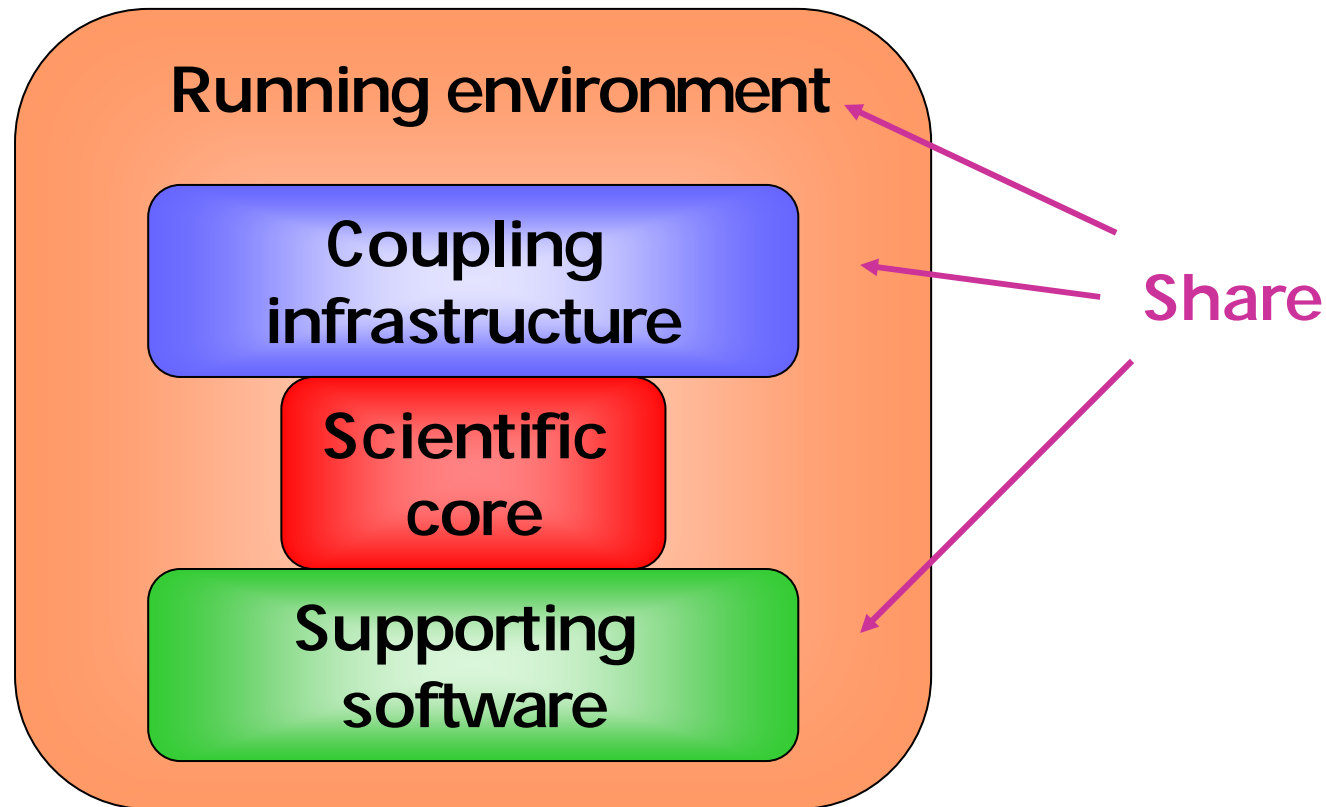 Running environment
Coupling
infrastructure
Share
Scientific
core
Supporting
software